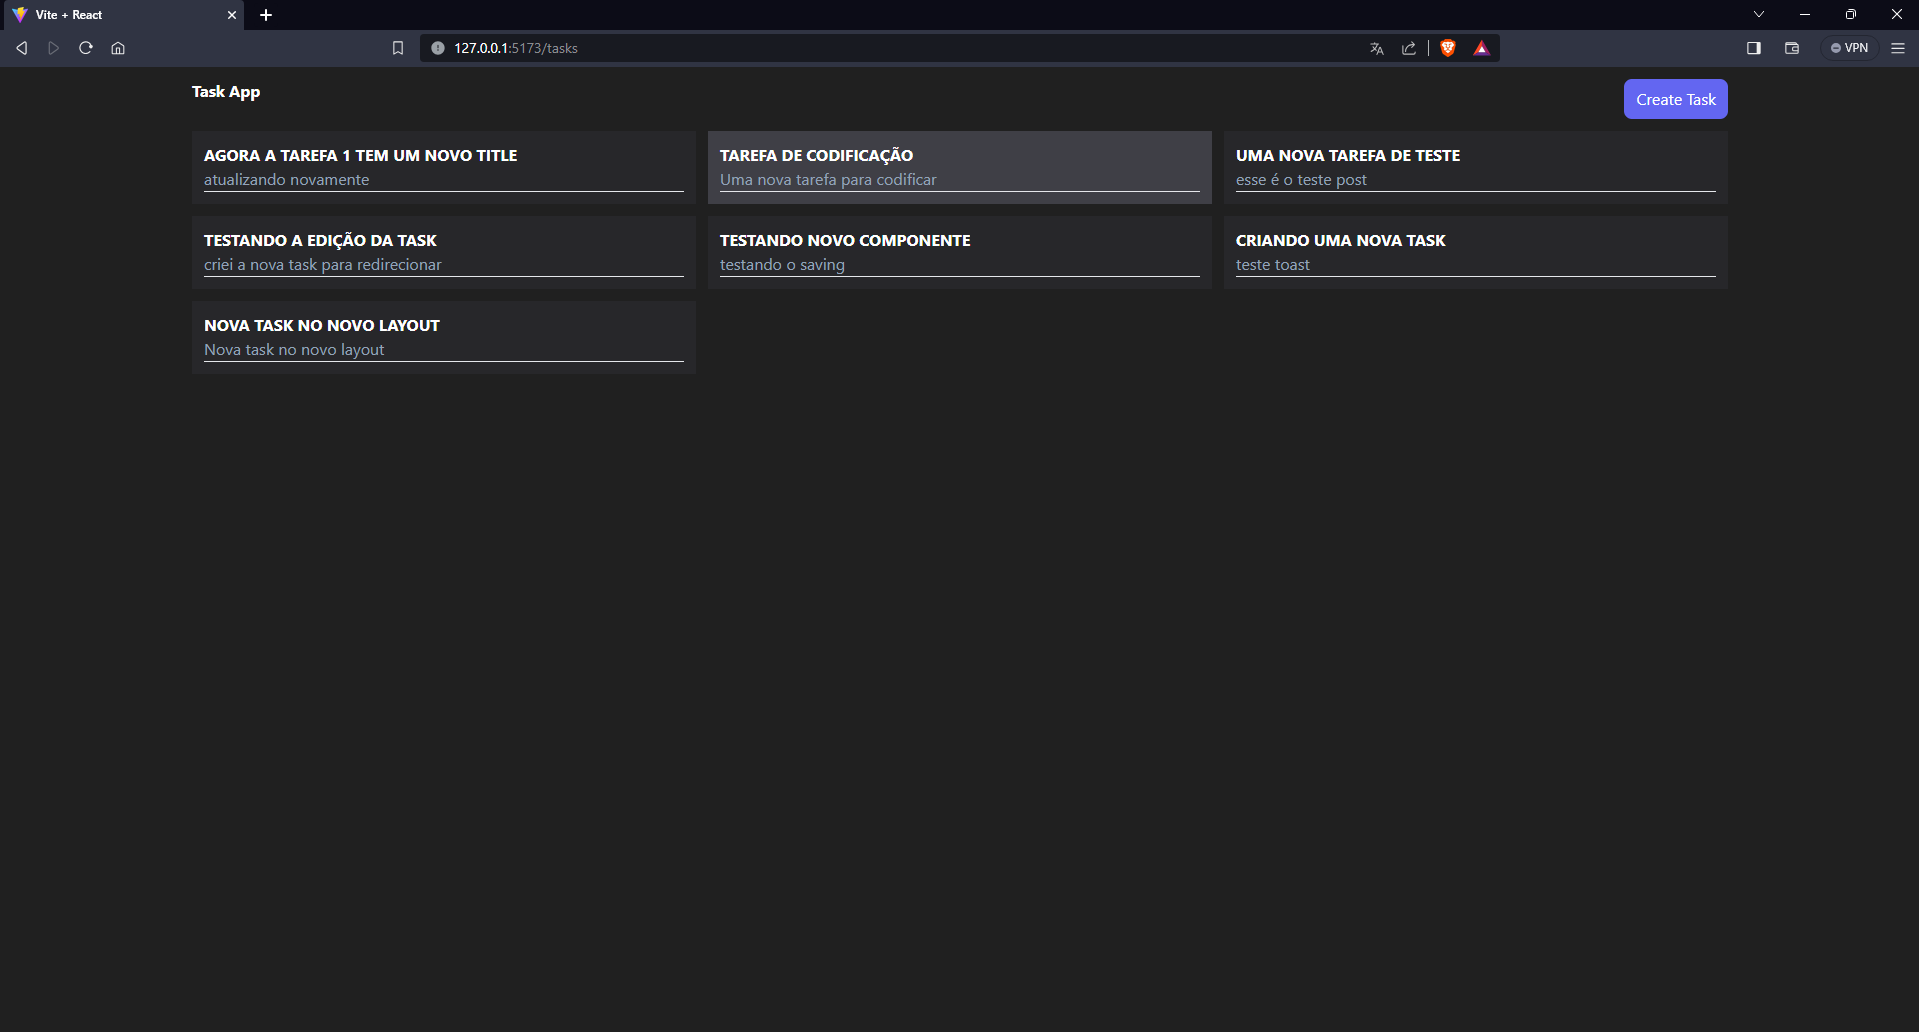 Vite + React
127.0.0.1:5173/tasks
VPN
Task App
Create Task
AGORA A TAREFA 1 TEM UM NOVO TITLE
atualizando novamente
TAREFA DE CODIFICAÇÃO
Uma nova tarefa para codificar
UMA NOVA TAREFA DE TESTE
esse é o teste post
TESTANDO A EDIÇÃO DA TASK
criei a nova task para redirecionar
TESTANDO NOVO COMPONENTE
testando o saving
CRIANDO UMA NOVA TASK
teste toast
NOVA TASK NO NOVO LAYOUT
Nova task no novo layout